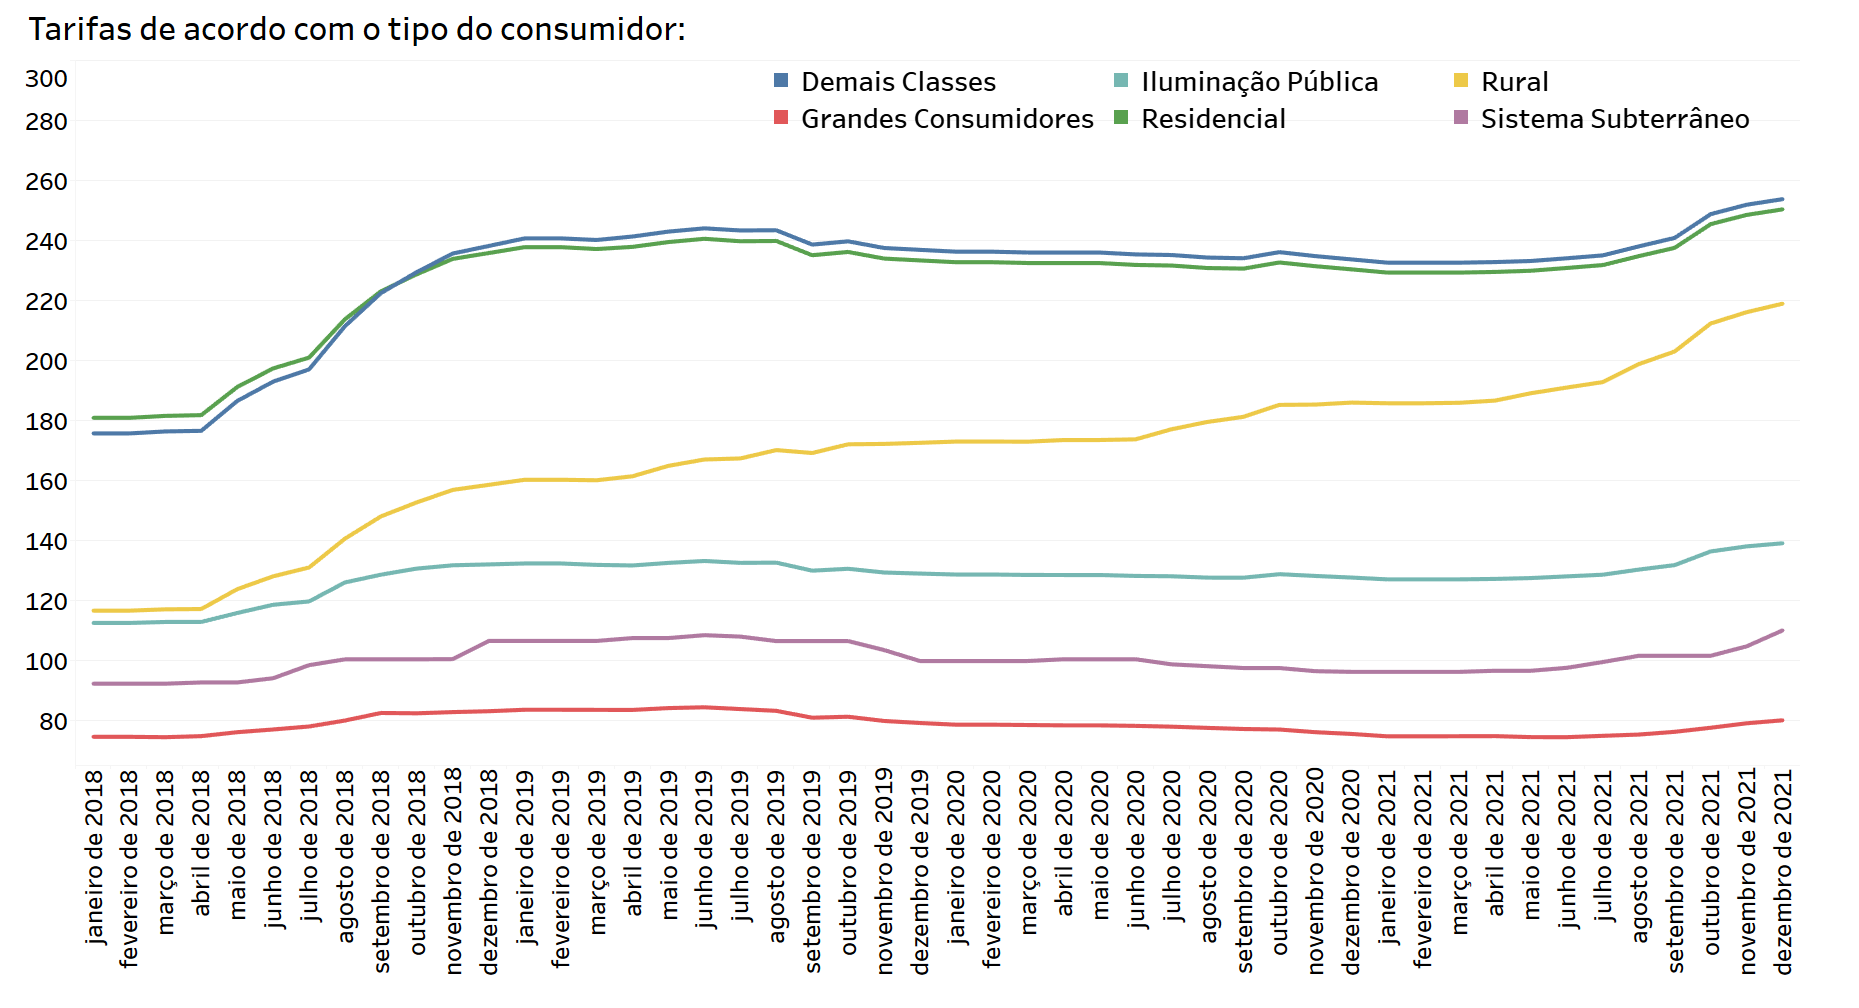 Tarifas de acordo com o tipo do consumidor:
300
280
260
240
220
200
180
160
140
120
100
80
Demais Classes
Iluminação Pública
Rural
Grandes Consumidores
Residencial
Sistema Subterrâneo
janeiro de 2018
fevereiro de 2018
março de 2018
abril de 2018
maio de 2018
junho de 2018
julho de 2018
agosto de 2018
setembro de 2018
outubro de 2018
novembro de 2018
dezembro de 2018
janeiro de 2019
fevereiro de 2019
março de 2019
abril de 2019
maio de 2019
junho de 2019
julho de 2019
agosto de 2019
setembro de 2019
outubro de 2019
novembro de 2019
dezembro de 2019
janeiro de 2020
fevereiro de 2020
março de 2020
abril de 2020
maio de 2020
junho de 2020
julho de 2020
agosto de 2020
setembro de 2020
outubro de 2020
novembro de 2020
dezembro de 2020
janeiro de 2021
fevereiro de 2021
março de 2021
abril de 2021
maio de 2021
junho de 2021
julho de 2021
agosto de 2021
setembro de 2021
outubro de 2021
novembro de 2021
dezembro de 2021